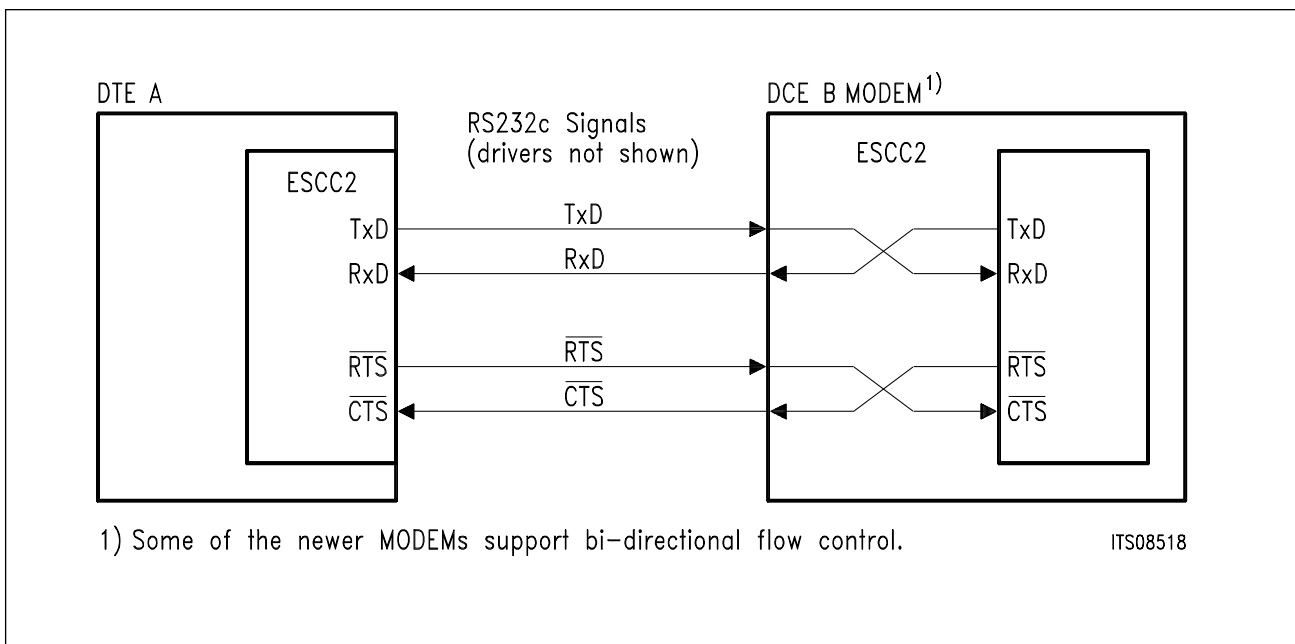 DTE A
DCE B MODEM1)
RS232c Signals
(drivers not shown)
ESCC2
ESCC2
TxD
TxD
TxD
RxD
RxD
RxD
RTS
RTS
RTS
CTS
CTS
CTS
1) Some of the newer MODEMs support bi-directional flow control.
ITS08518